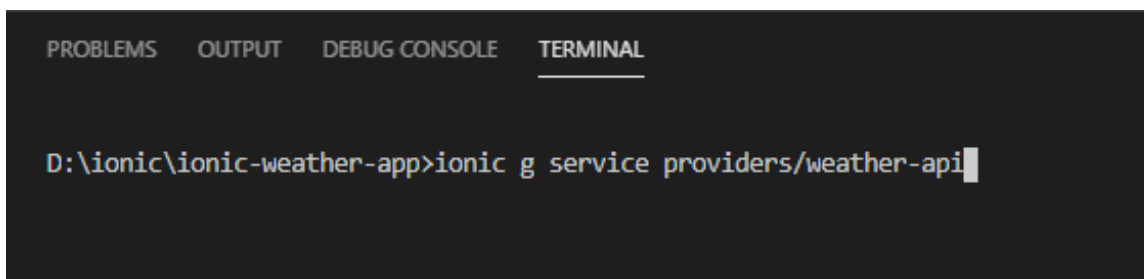 PROBLEMS OUTPUT DEBUG CONSOLE TERMINAL
D:\ionic\ionic-weather-app>ionic g service providers/weather-api